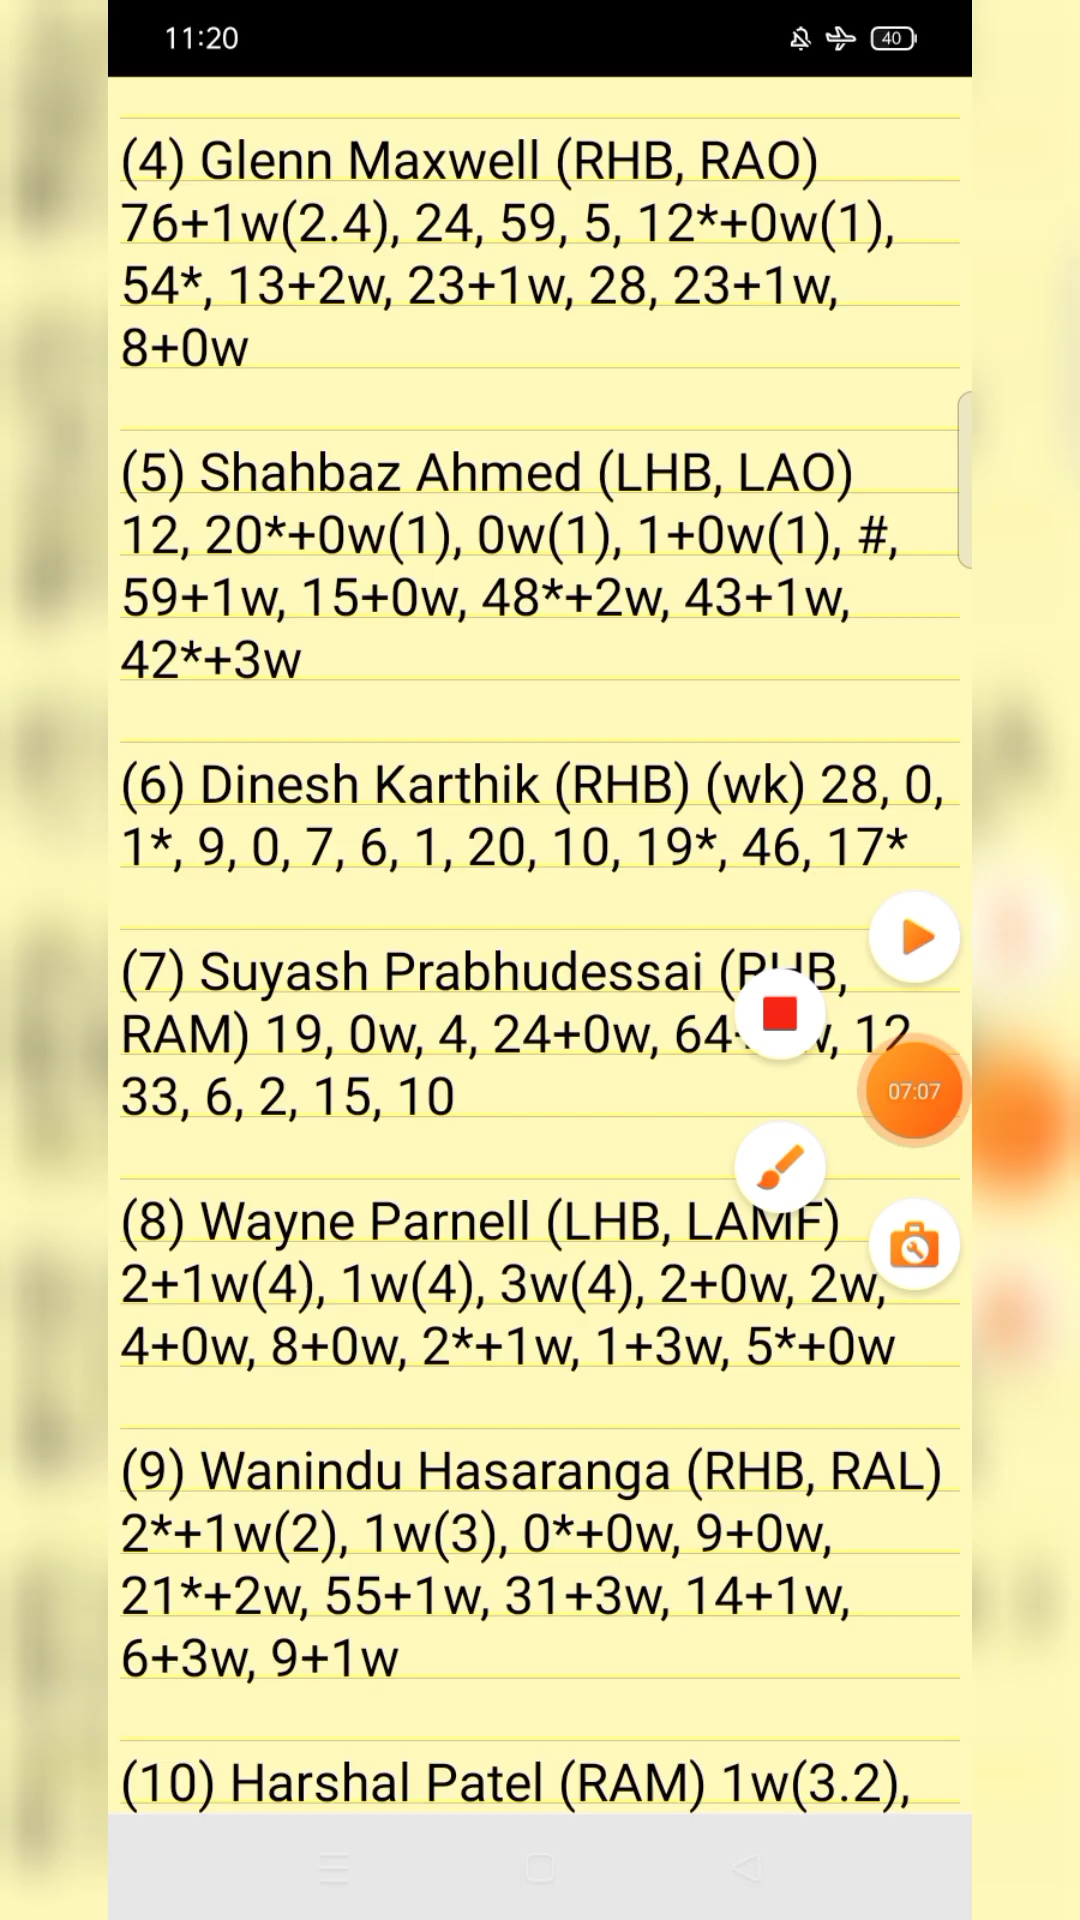 11:20
40
(4) Glenn Maxwell (RHB, RAO)
76+1w(2.4), 24, 59, 5, 12*+0w(1),
54*, 13+2w, 23+1w, 28, 23+1w,
8+0w
(5) Shahbaz Ahmed (LHB, LAO)
12, 20*+0w(1), 0w(1), 1+0w(1), #,
59+1w, 15+0w, 48*+2w, 43+1w,
42*+3w
(6) Dinesh Karthik (RHB) (wk) 28, 0,
1*, 9, 0, 7, 6, 1, 20, 10, 19*, 46, 17*
(7) Suyash Prabhudessai (RHB,
RAM) 19, 0w, 4, 24+0w, 12
33, 6, 2, 15, 10
07:07
(8) Wayne Parnell (LHB, LAMF)
2+1w(4), 1w(4), 3w(4), 2+0w, 2w,
4+0w, 8+0w, 2*+1w, 1+3w, 5*+0w
(9) Wanindu Hasaranga (RHB, RAL)
2*+1w(2), 1w(3), 0*+0w, 9+0w,
21*+2w, 55+1w, 31+3w, 14+1w,
6+3w, 9+1w
(10) Harshal Patel (RAM) 1w(3.2),